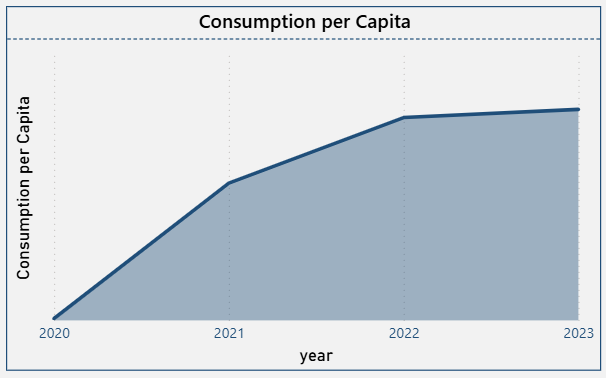 Consumption per Capita
Consumption per Capita
2020 2021 2022 2023
year